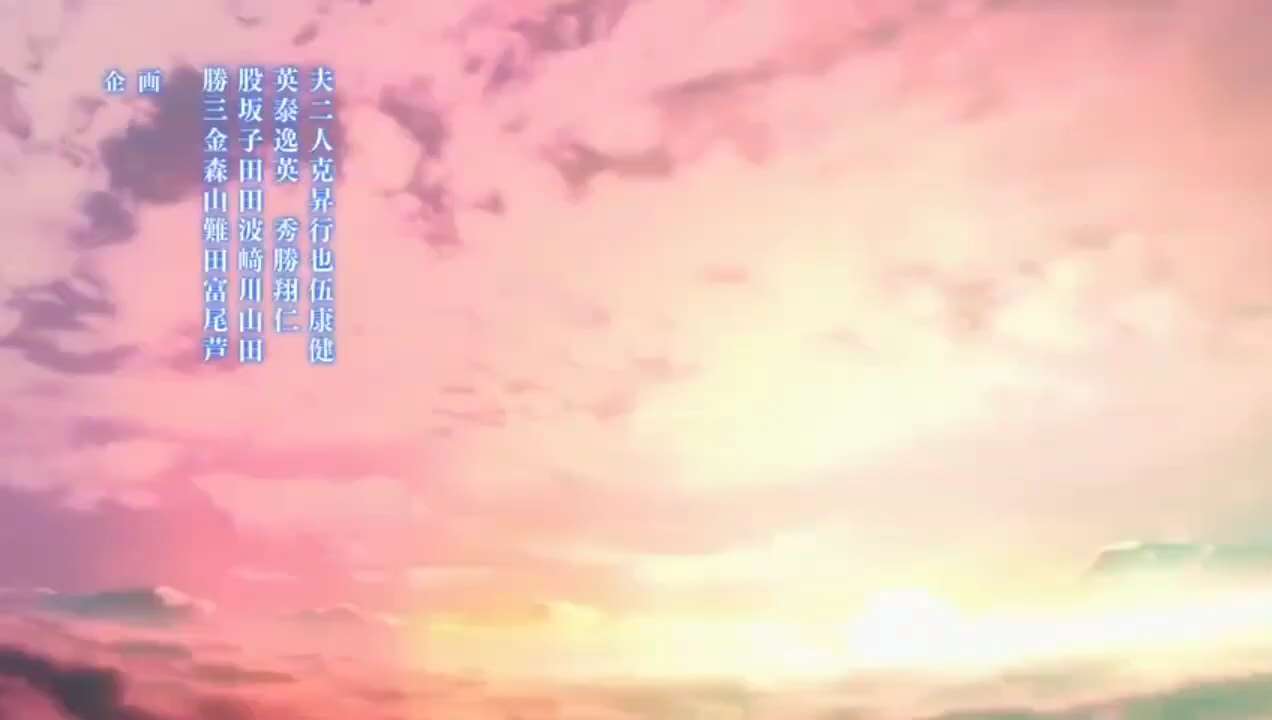 企画 勝股英夫
三坂泰二
金子逸人
森田英克
山田昇
難波秀行
田﨑勝也
富川翔伍
尾山仁康
芦田健